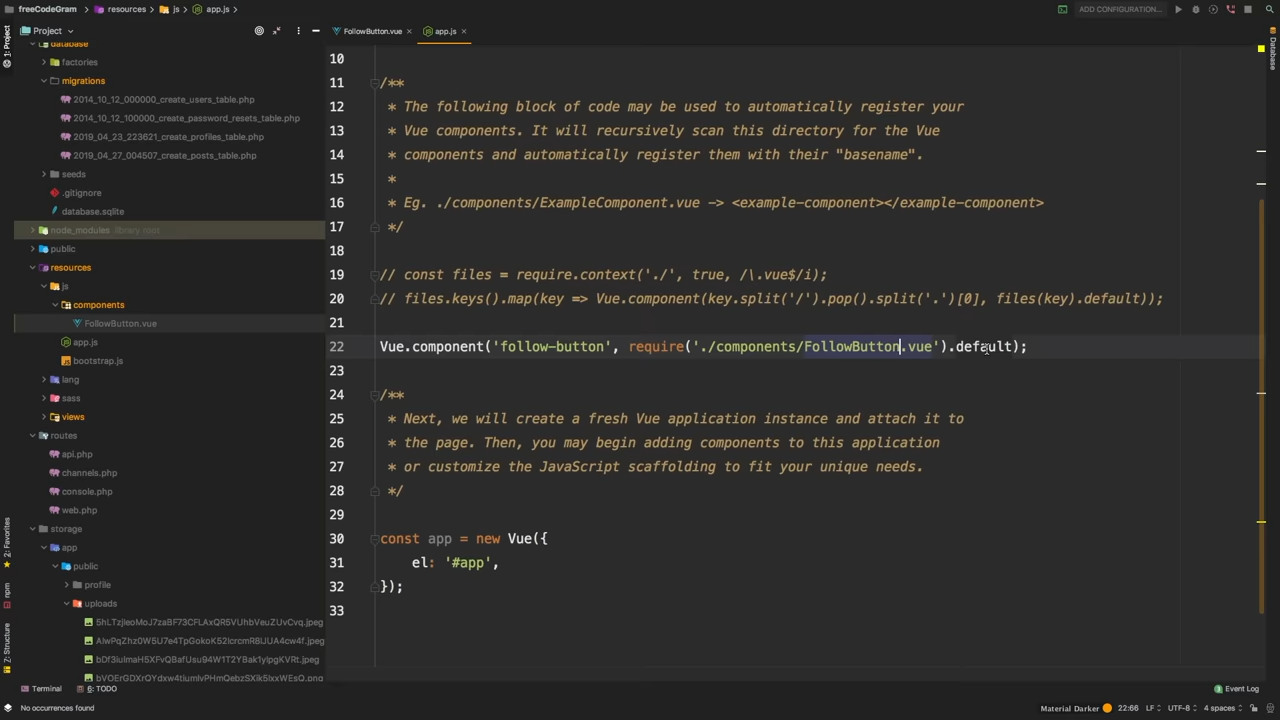 freeCodeGram resources js app.js ADD CONFIGURATION...
Project FollowButton.vue app.js
1: Project
Database
database
factories
migrations
2014_10_12_000000_create_users_table.php
2014_10_12_100000_create_password_resets_table.php
2019_04_23_223621_create_profiles_table.php
2019_04_27_004507_create_posts_table.php
seeds
.gitignore
database.sqlite
node_modules library root
public
resources
js
components
FollowButton.vue
app.js
bootstrap.js
lang
sass
views
routes
api.php
channels.php
console.php
web.php
storage
app
public
profile
uploads
2: Favorites
npm
7: Structure
10
11 /**
12 * The following block of code may be used to automatically register your
13 * Vue components. It will recursively scan this directory for the Vue
14 * components and automatically register them with their "basename".
15 *
16 * Eg. ./components/ExampleComponent.vue -> <example-component></example-component>
17 */
18
19 // const files = require.context('./', true, /\.vue$/i);
20 // files.keys().map(key => Vue.component(key.split('/').pop().split('.')[0], files(key).default));
21
22 Vue.component('follow-button', require('./components/FollowButton.vue').default);
23
24 /**
25 * Next, we will create a fresh Vue application instance and attach it to
26 * the page. Then, you may begin adding components to this application
27 * or customize the JavaScript scaffolding to fit your unique needs.
28 */
29
30 const app = new Vue({
31 el: '#app',
32 });
33
Terminal 6: TODO Event Log
No occurrences found Material Darker 22:66 LF UTF-8 4 spaces